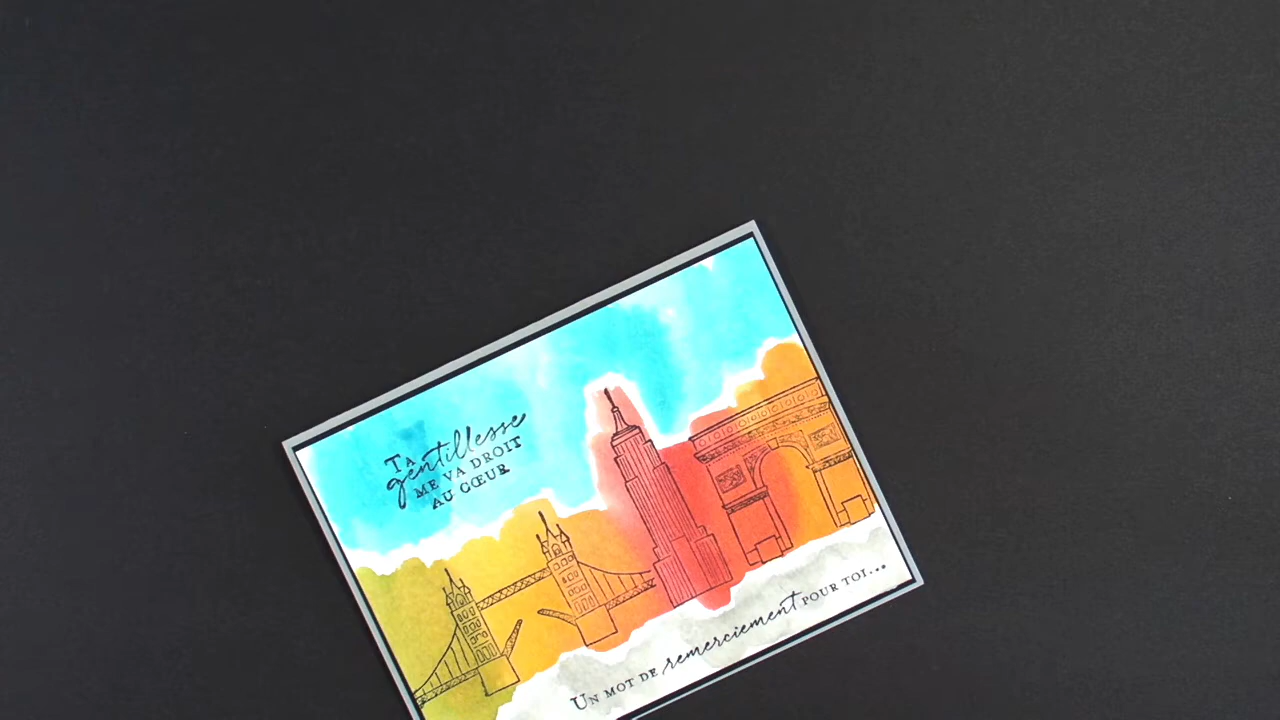 Ta
gentillesse
me va droit
au cœur
Un mot de remerciement pour toi...